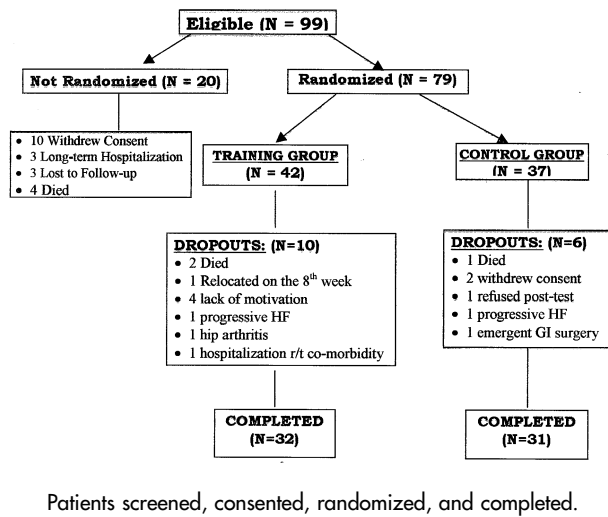 Eligible (N = 99)
Not Randomized (N = 20)
Randomized (N = 79)
• 10 Withdrew Consent
• 3 Long-term Hospitalization
• 3 Lost to Follow-up
• 4 Died
TRAINING GROUP
(N = 42)
CONTROL GROUP
(N = 37)
DROPOUTS: (N=10)
• 2 Died
• 1 Relocated on the 8th week
• 4 lack of motivation
• 1 progressive HF
• 1 hip arthritis
• 1 hospitalization r/t co-morbidity
DROPOUTS: (N=6)
• 1 Died
• 2 withdrew consent
• 1 refused post-test
• 1 progressive HF
• 1 emergent GI surgery
COMPLETED
(N=32)
COMPLETED
(N=31)
Patients screened, consented, randomized, and completed.